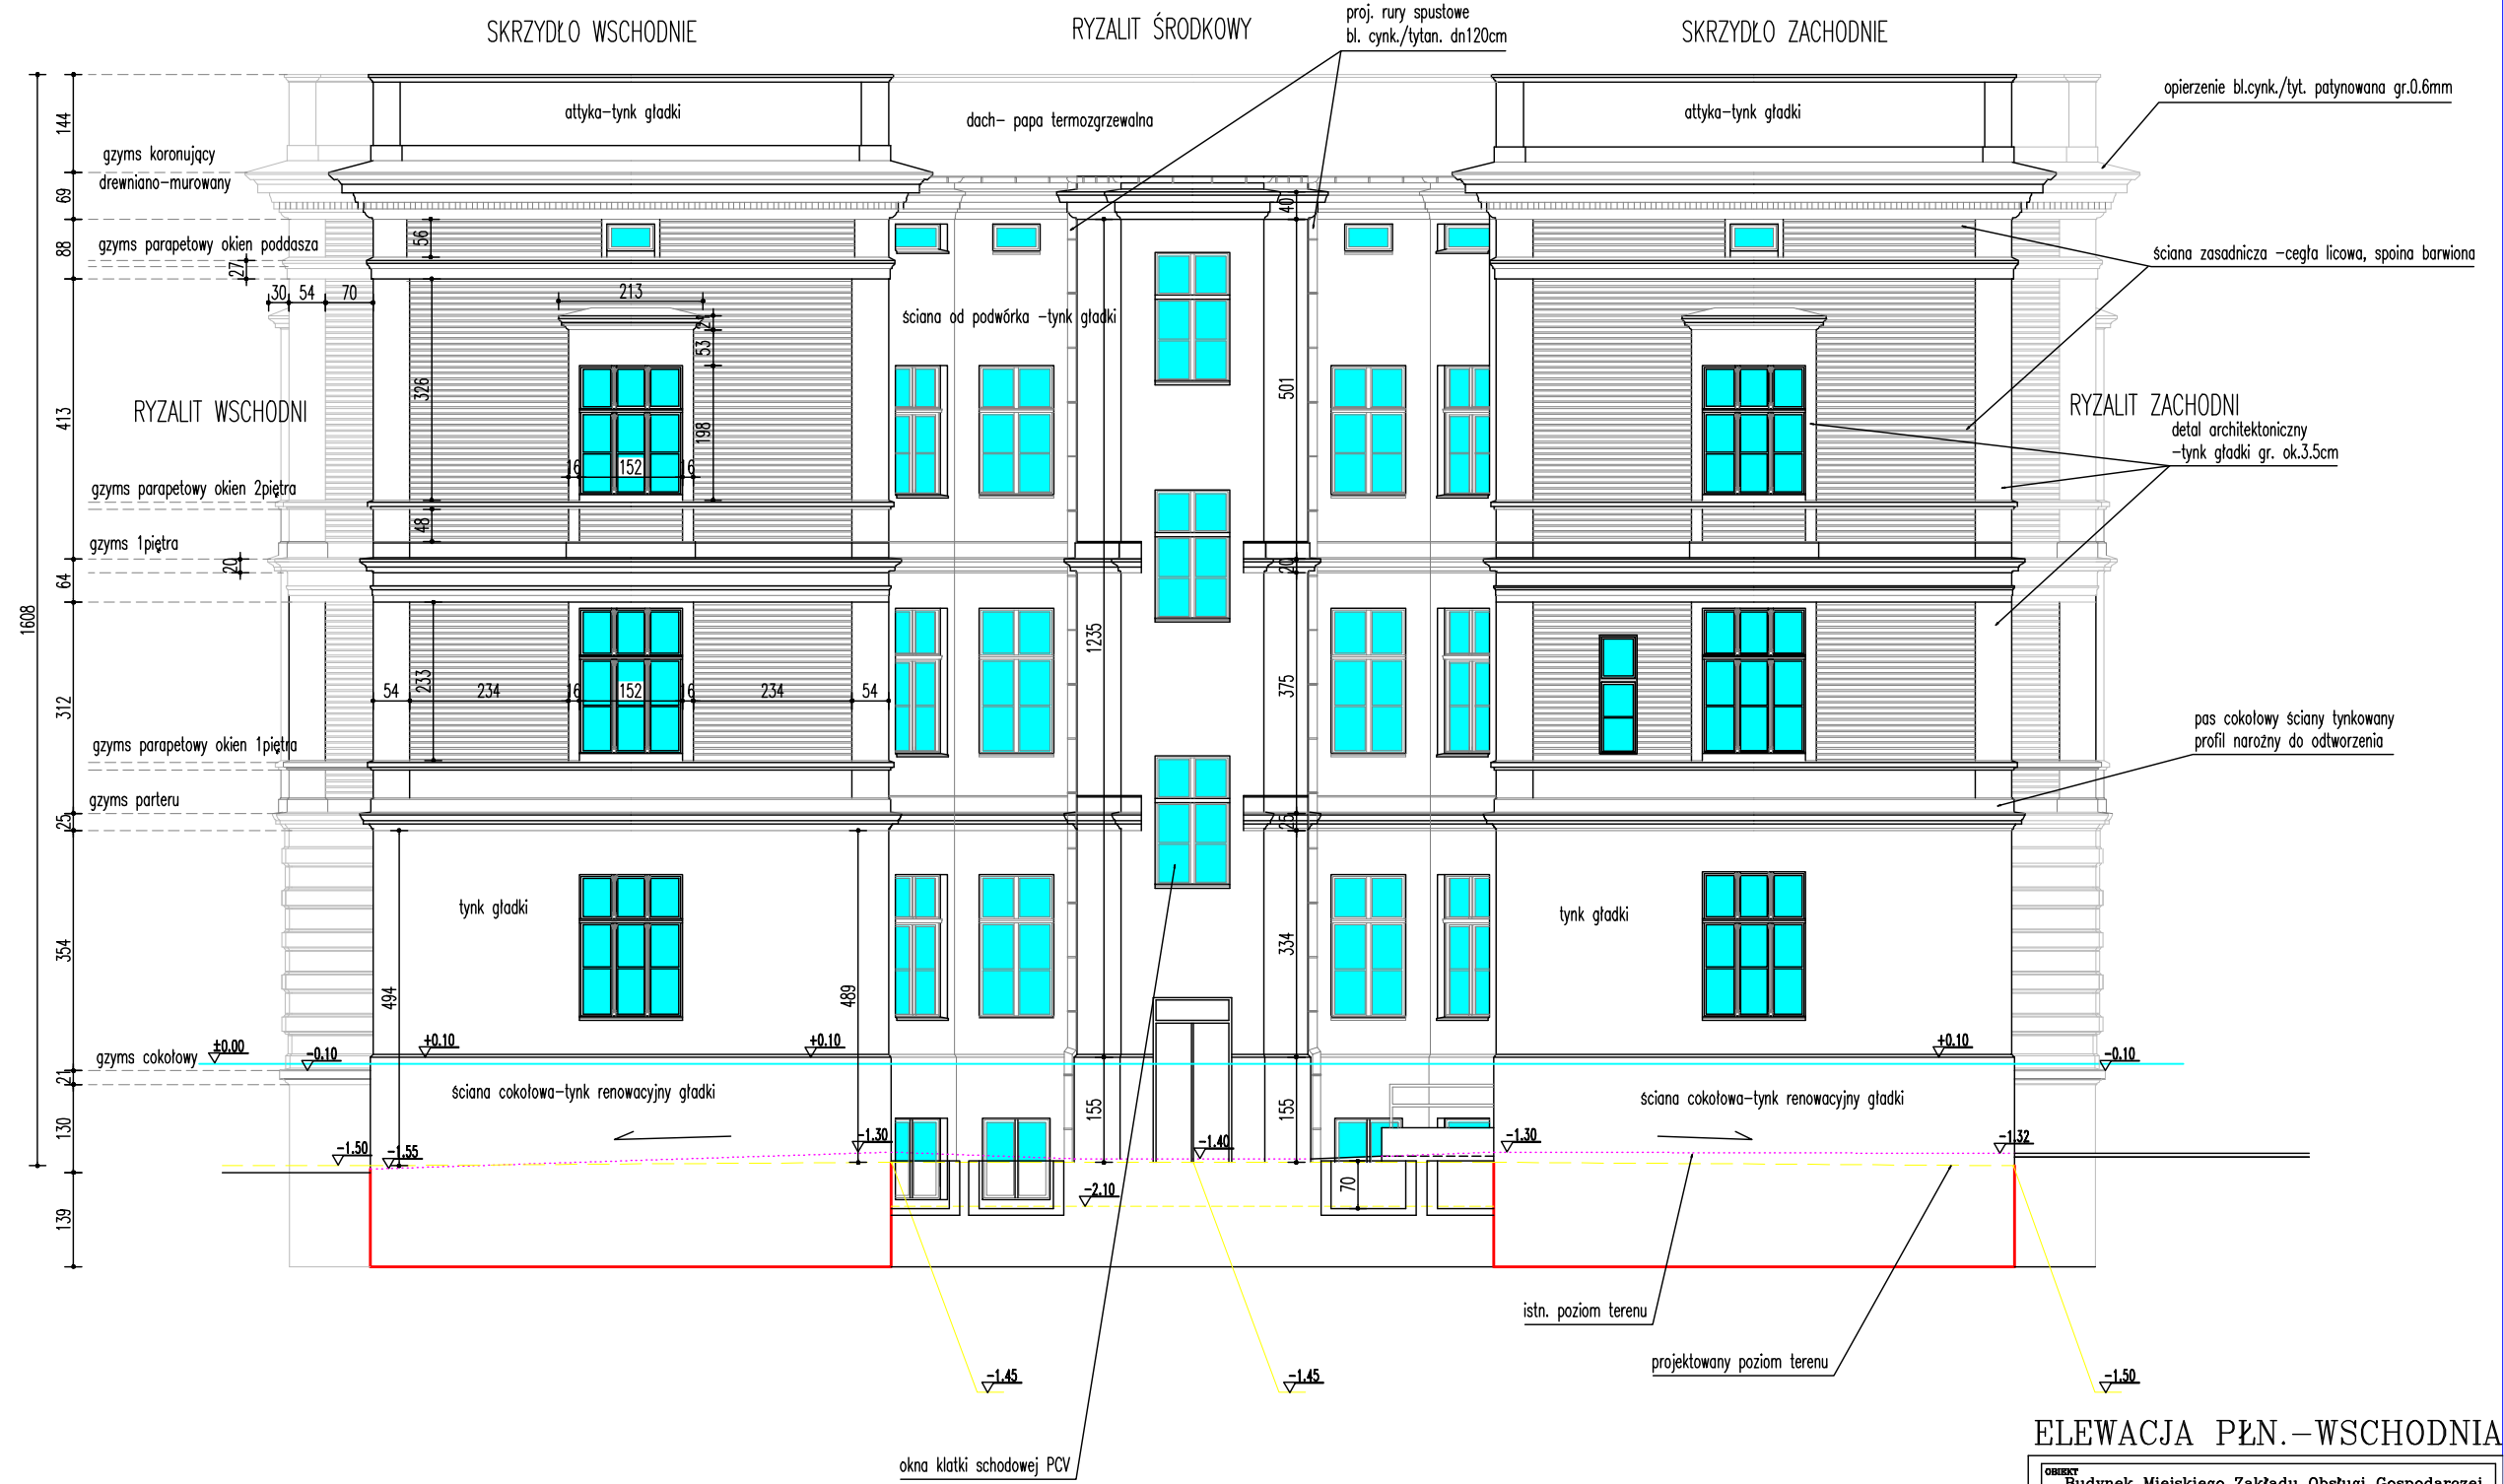 SKRZYDŁO WSCHODNIE
RYZALIT ŚRODKOWY
proj. rury spustowe
bl. cynk./tytan. dn120cm
SKRZYDŁO ZACHODNIE
opierzenie bl.cynk./tyt. patynowana gr.0.6mm
attyka-tynk gładki
dach- papa termozgrzewalna
attyka-tynk gładki
144
gzyms koronujący
drewniano-murowany
69
40
88
gzyms parapetowy okien poddasza
56
27
ściana zasadnicza -cegła licowa, spoina barwiona
30 54 70
213
21
ściana od podwórka -tynk gładki
53
326
198
501
413
RYZALIT WSCHODNI
RYZALIT ZACHODNI
detal architektoniczny
-tynk gładki gr. ok.3.5cm
16 152 16
gzyms parapetowy okien 2piętra
48
gzyms 1piętra
20
20
64
1608
1235
233
375
312
54 234 16 152 16 234 54
pas cokołowy ściany tynkowany
profil narożny do odtworzenia
gzyms parapetowy okien 1piętra
gzyms parteru
25
25
tynk gładki
tynk gładki
354
334
494
489
gzyms cokołowy
±0.00
-0.10
+0.10
+0.10
+0.10
-0.10
21
ściana cokołowa-tynk renowacyjny gładki
ściana cokołowa-tynk renowacyjny gładki
130
155
155
-1.50
-1.55
-1.30
-1.40
-1.30
-1.32
70
-2.10
139
istn. poziom terenu
projektowany poziom terenu
-1.45
-1.45
-1.50
okna klatki schodowej PCV
ELEWACJA PŁN.-WSCHODNIA
OBIEKT
Budynek Miejskiego Zakładu Obsługi Gospodarczej